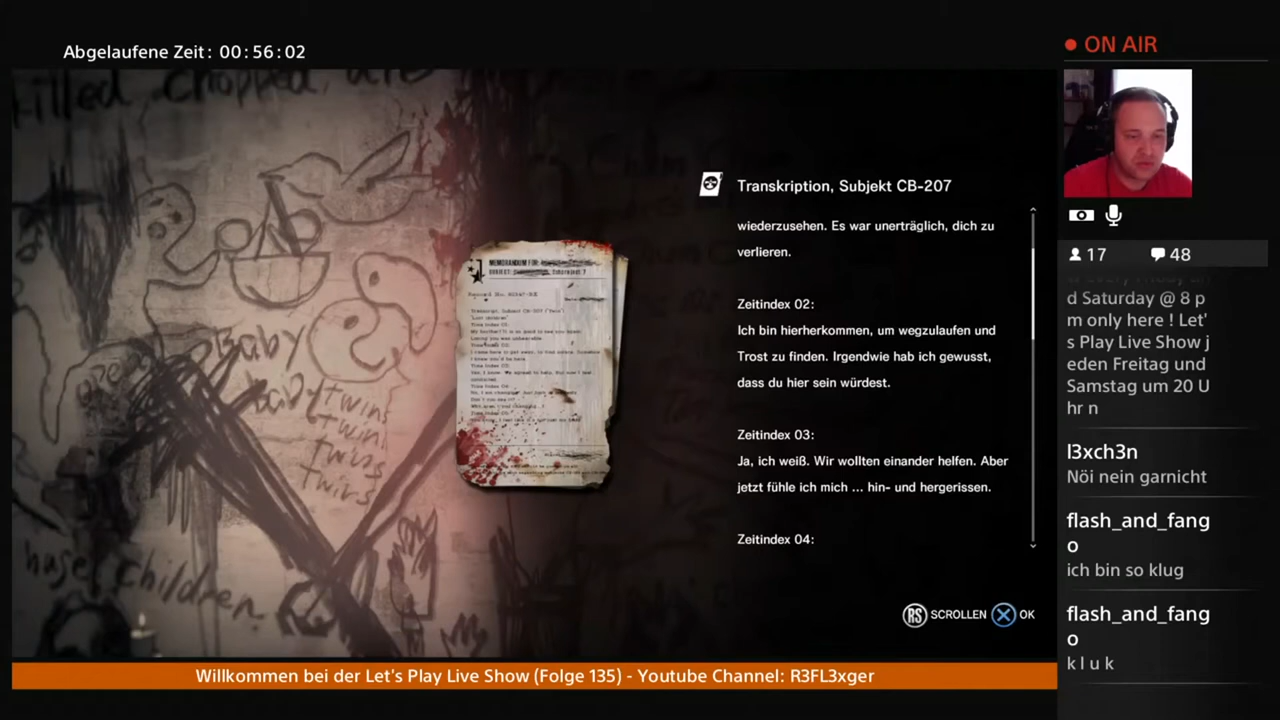 Abgelaufene Zeit: 00:56:02
ON AIR
17
48
d Saturday @ 8 p
m only here ! Let'
s Play Live Show j
eden Freitag und
Samstag um 20 U
hr n
l3xch3n
Nöi nein garnicht
flash_and_fang
o
ich bin so klug
flash_and_fang
o
k l u k
Killed, Chopped,
Baby
Baby twins
twins
twins
twins
Children
MEMORANDUM FOR:
SUBJECT:
Transkription, Subjekt CB-207
wiederzusehen. Es war unerträglich, dich zu
verlieren.
Zeitindex 02:
Ich bin hierherkommen, um wegzulaufen und
Trost zu finden. Irgendwie hab ich gewusst,
dass du hier sein würdest.
Zeitindex 03:
Ja, ich weiß. Wir wollten einander helfen. Aber
jetzt fühle ich mich ... hin- und hergerissen.
Zeitindex 04:
RS SCROLLEN OK
Willkommen bei der Let's Play Live Show (Folge 135) - Youtube Channel: R3FL3xger